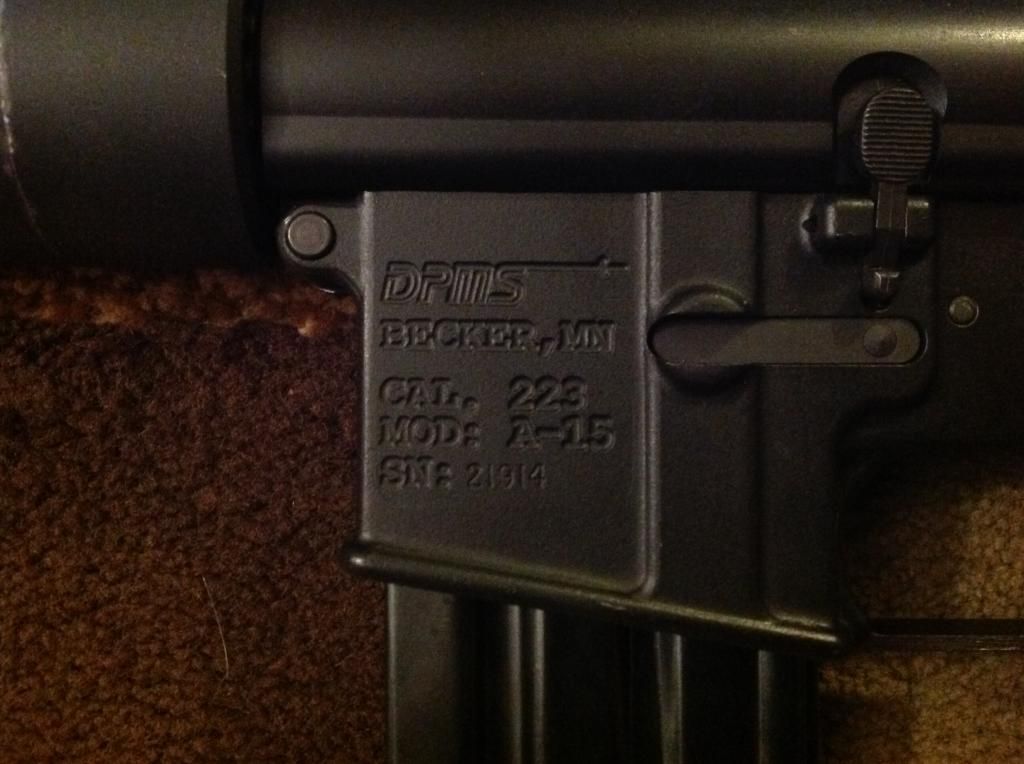 DPMS
BECKER, MN
CAL. 223
MOD: A-15
SN: 21914